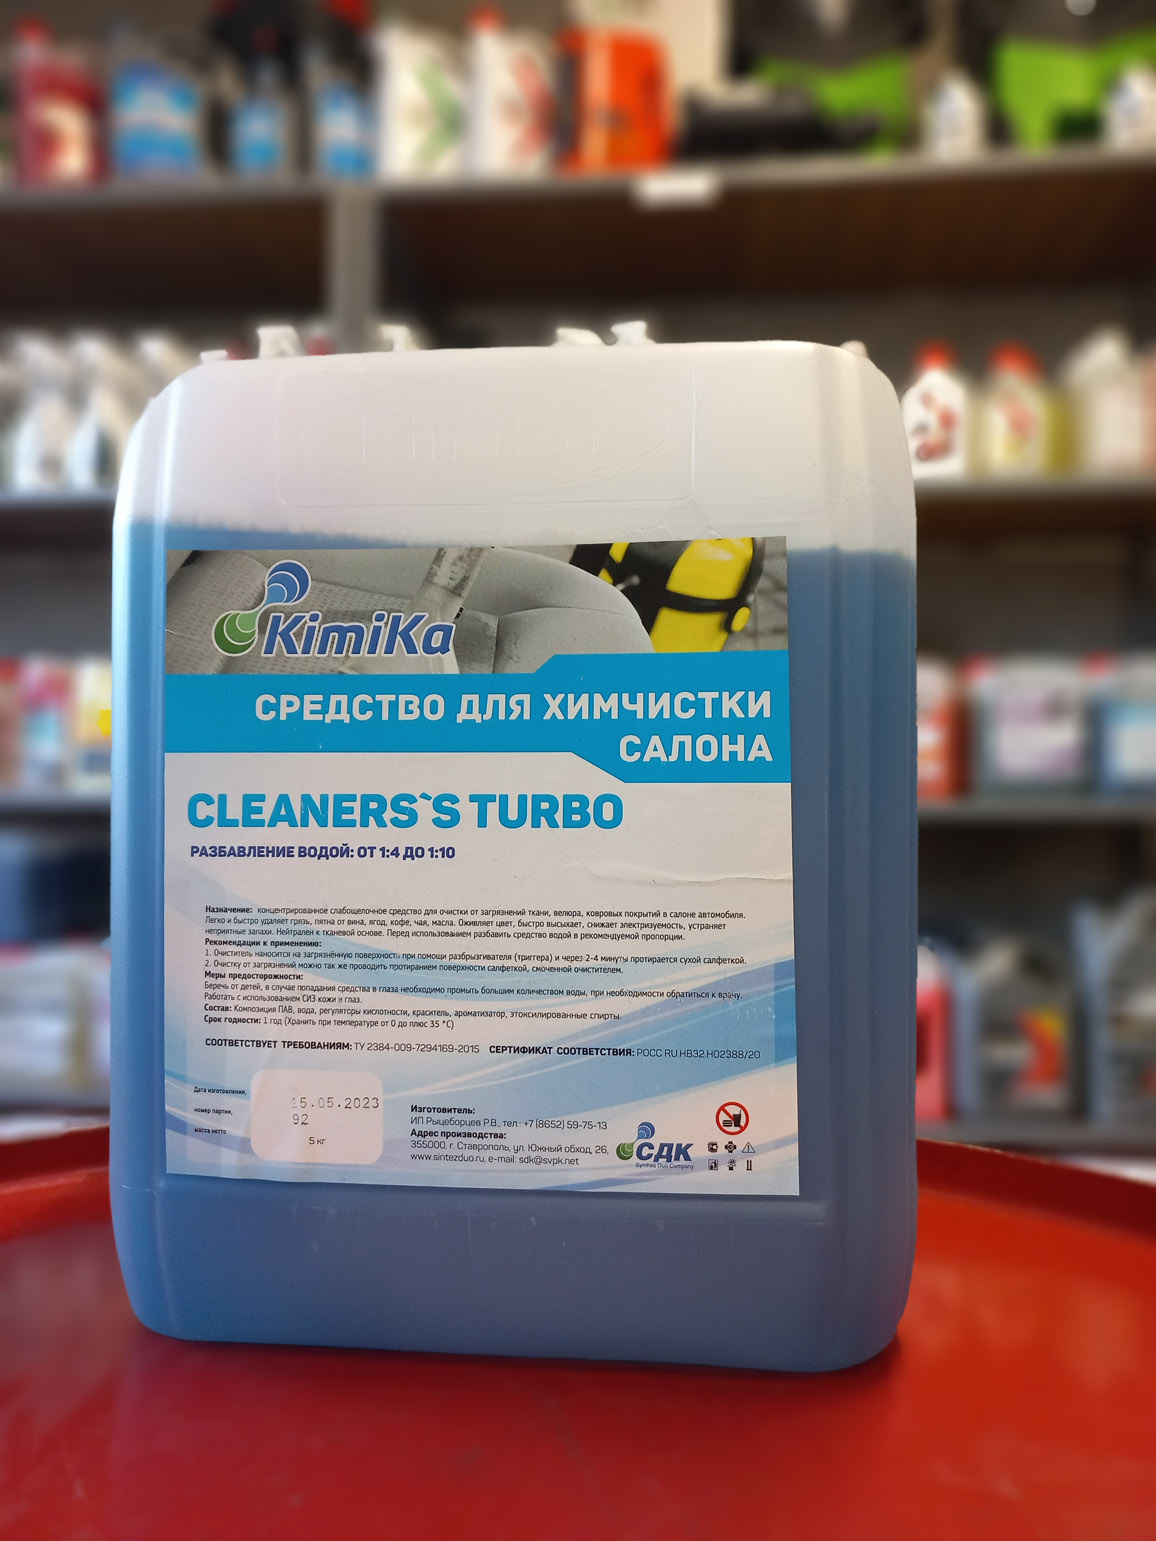 KimiKa
KimiKa
СРЕДСТВО ДЛЯ ХИМЧИСТКИ
САЛОНА
CLEANERS`S TURBO
РАЗБАВЛЕНИЕ ВОДОЙ: ОТ 1:4 ДО 1:10
Назначение: концентрированное слабощелочное средство для очистки от загрязнений ткани, велюра, ковровых покрытий в салоне автомобиля.
Легко и быстро удаляет грязь, пятна от вина, ягод, кофе, чая, масла. Оживляет цвет, быстро высыхает, снижает электризуемость, устраняет
неприятные запахи. Нейтрален к тканевой основе. Перед использованием разбавить средство водой в рекомендуемой пропорции.
Рекомендации к применению:
1. Очиститель наносится на загрязнённую поверхность при помощи разбрызгивателя (триггера) и через 2-4 минуты протирается сухой салфеткой.
2. Очистку от загрязнений можно так же проводить протиранием поверхности салфеткой, смоченной очистителем.
Меры предосторожности:
Беречь от детей, в случае попадания средства в глаза необходимо промыть большим количеством воды, при необходимости обратиться к врачу.
Работать с использованием СИЗ кожи и глаз.
Состав: Композиция ПАВ, вода, регуляторы кислотности, краситель, ароматизатор, этоксилированные спирты.
Срок годности: 1 год (Хранить при температуре от 0 до плюс 35 °С)
СООТВЕТСТВУЕТ ТРЕБОВАНИЯМ: ТУ 2384-009-7294169-2015 СЕРТИФИКАТ СООТВЕТСТВИЯ: РОСС RU.HB32.H02388/20
Дата изготовления,
номер партии,
масса нетто
15.05.2023
92
5 кг
Изготовитель:
ИП Рыцеборцев Р.В., тел.: +7 (8652) 59-75-13
Адрес производства:
355000, г. Ставрополь, ул. Южный обход, 26,
www.sintezduo.ru, e-mail: sdk@svpk.net
СДК
Synthes Duo Company